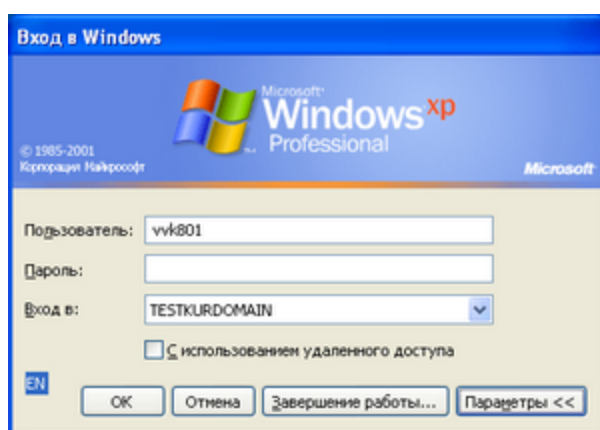 Вход в Windows
Microsoft
Windows xp
Professional
© 1985-2001
Корпорация Майкрософт
Microsoft
Пользователь: vvk801
Пароль:
Вход в: TESTKURDOMAIN
С использованием удаленного доступа
EN
ОК Отмена Завершение работы... Параметры <<